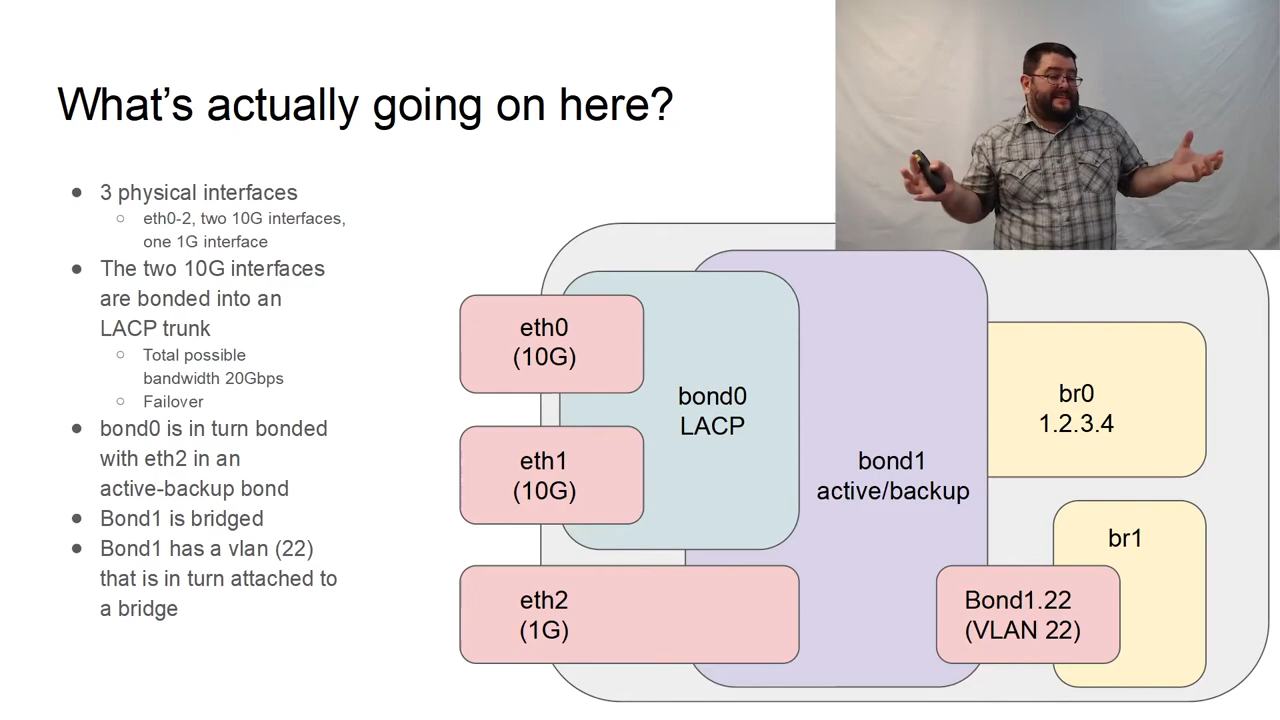 What's actually going on here?
● 3 physical interfaces
○ eth0-2, two 10G interfaces,
one 1G interface
● The two 10G interfaces
are bonded into an
LACP trunk
○ Total possible
bandwidth 20Gbps
○ Failover
● bond0 is in turn bonded
with eth2 in an
active-backup bond
● Bond1 is bridged
● Bond1 has a vlan (22)
that is in turn attached to
a bridge
eth0
(10G)
eth1
(10G)
eth2
(1G)
bond0
LACP
bond1
active/backup
br0
1.2.3.4
br1
Bond1.22
(VLAN 22)